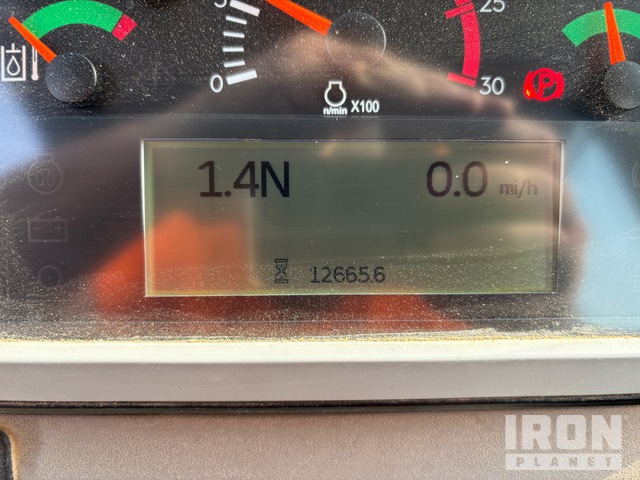 5
25
0
30
n/min X100
P
1.4N 0.0 mi/h
12665.6
IRON
PLANET